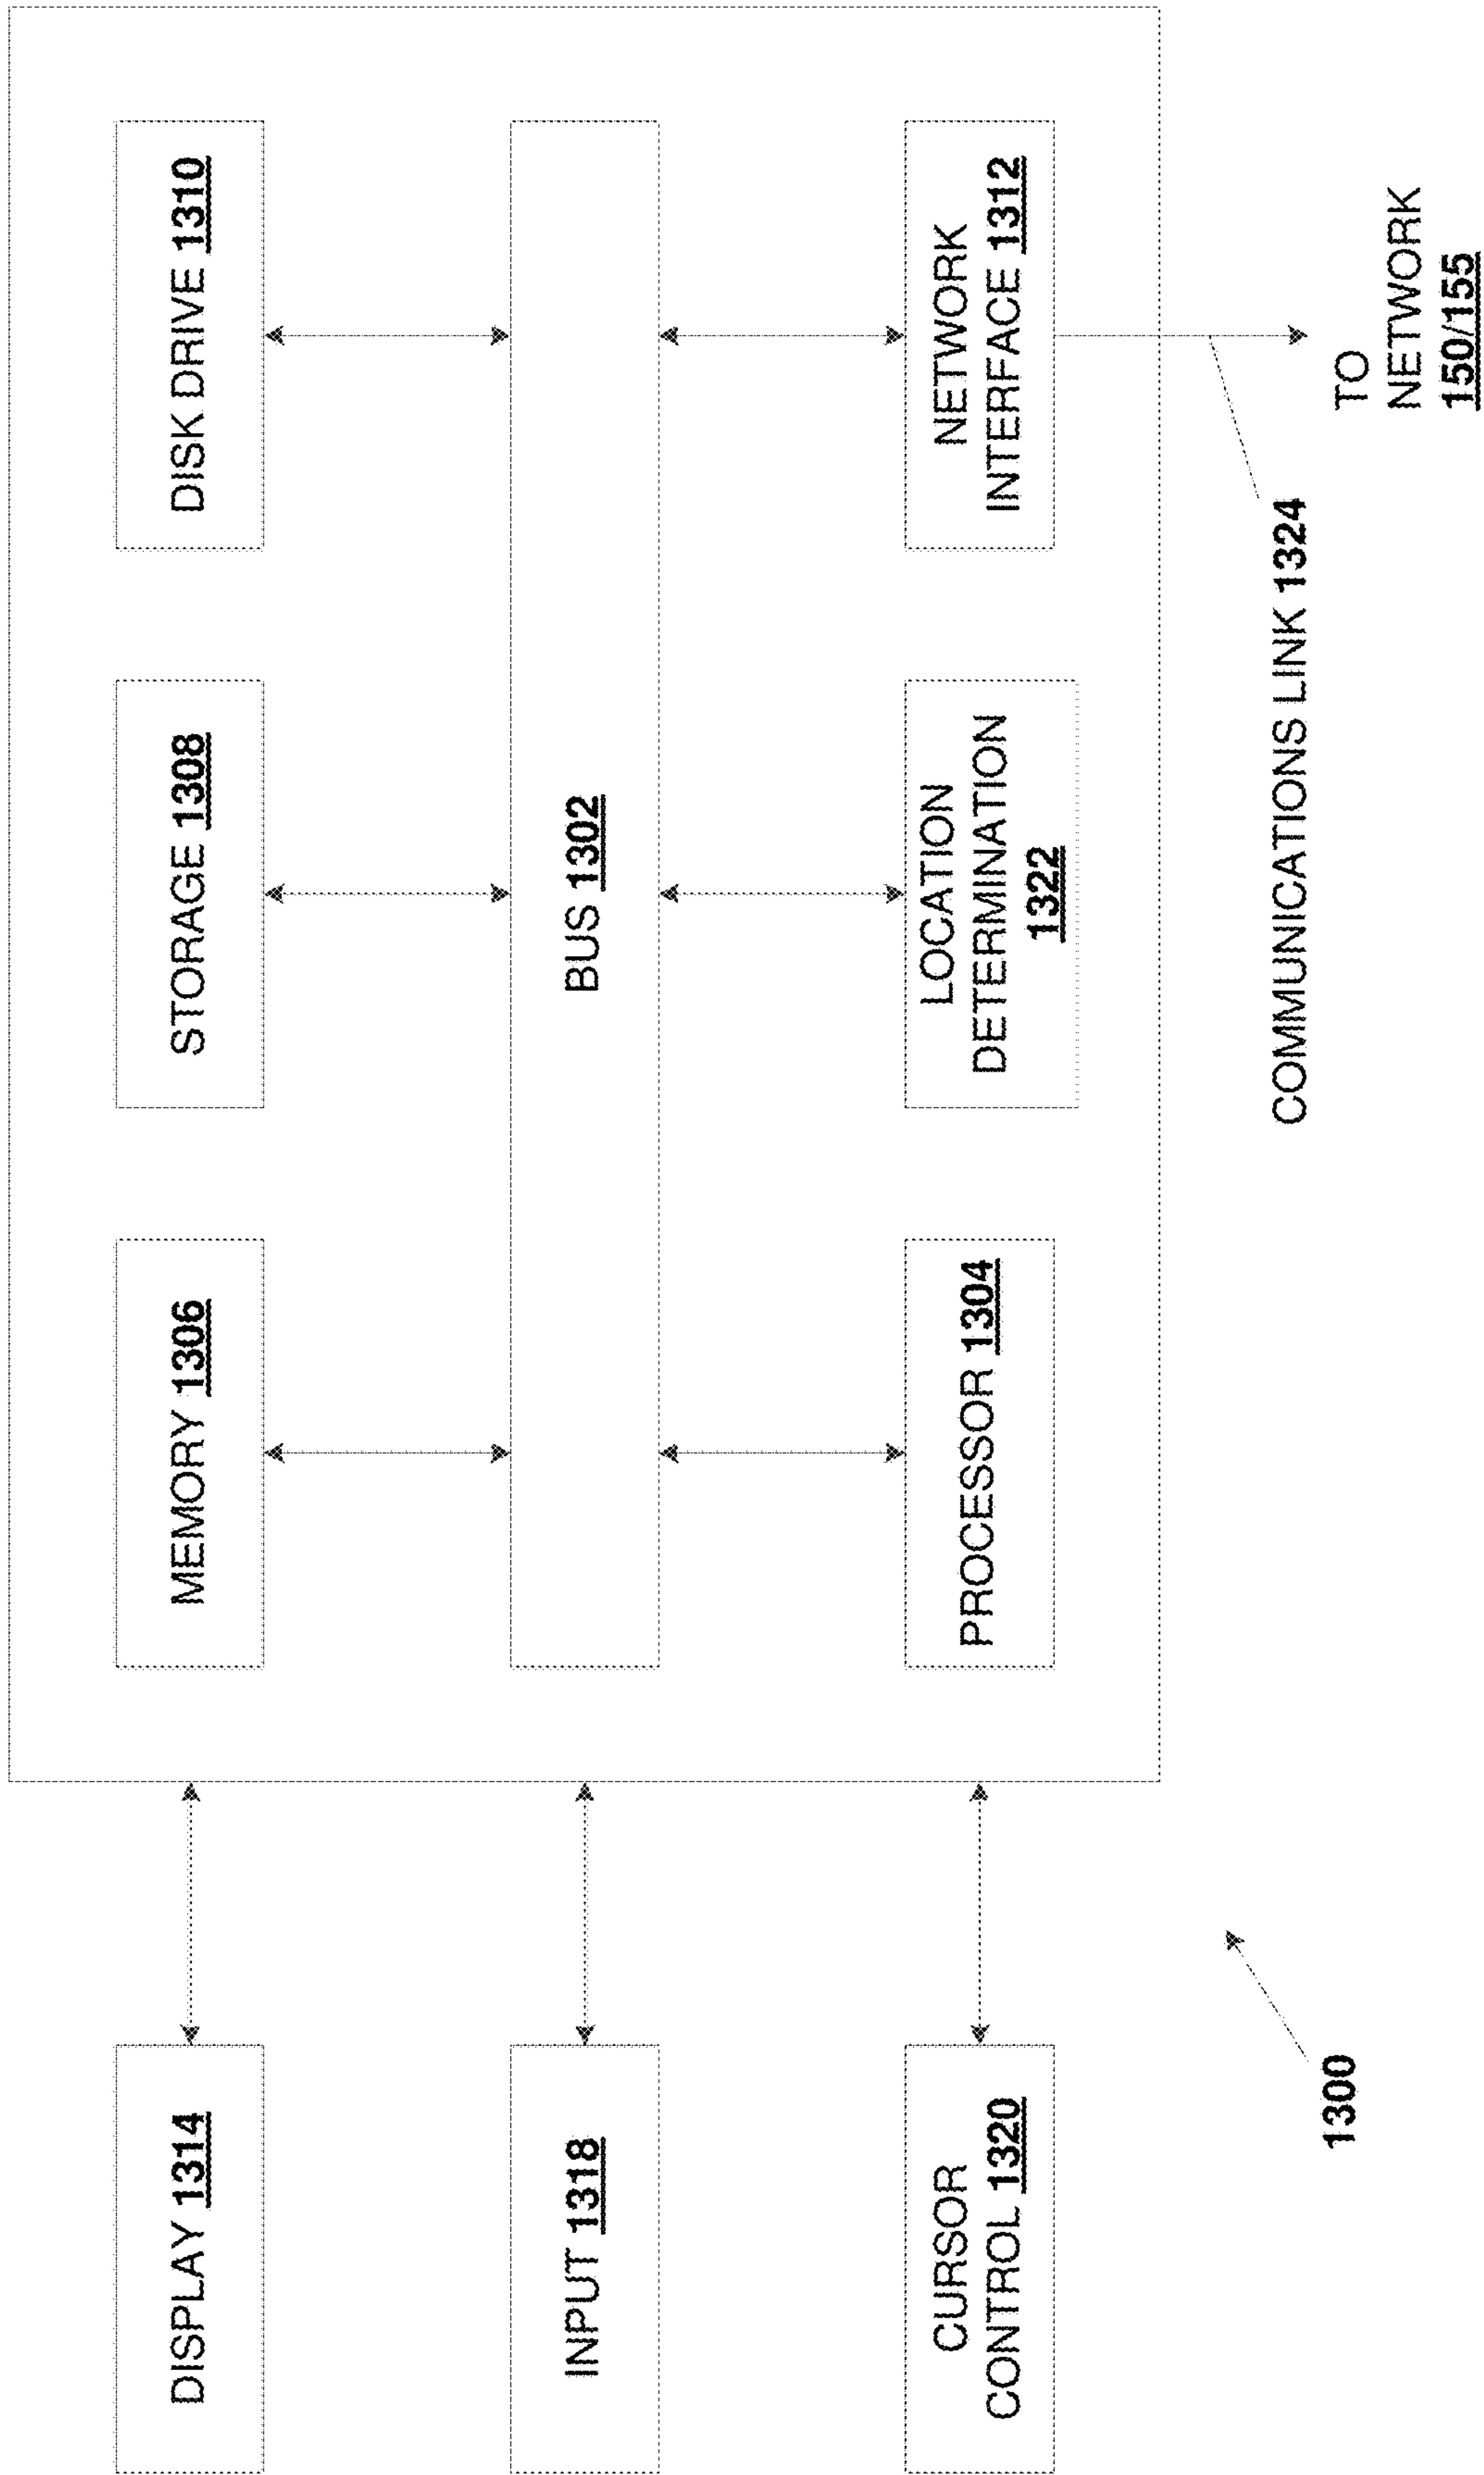 DISPLAY 1314
MEMORY 1306
STORAGE 1308
DISK DRIVE 1310
INPUT 1318
BUS 1302
CURSOR
CONTROL 1320
PROCESSOR 1304
LOCATION
DETERMINATION
1322
NETWORK
INTERFACE 1312
COMMUNICATIONS LINK 1324
1300
TO
NETWORK
150/155